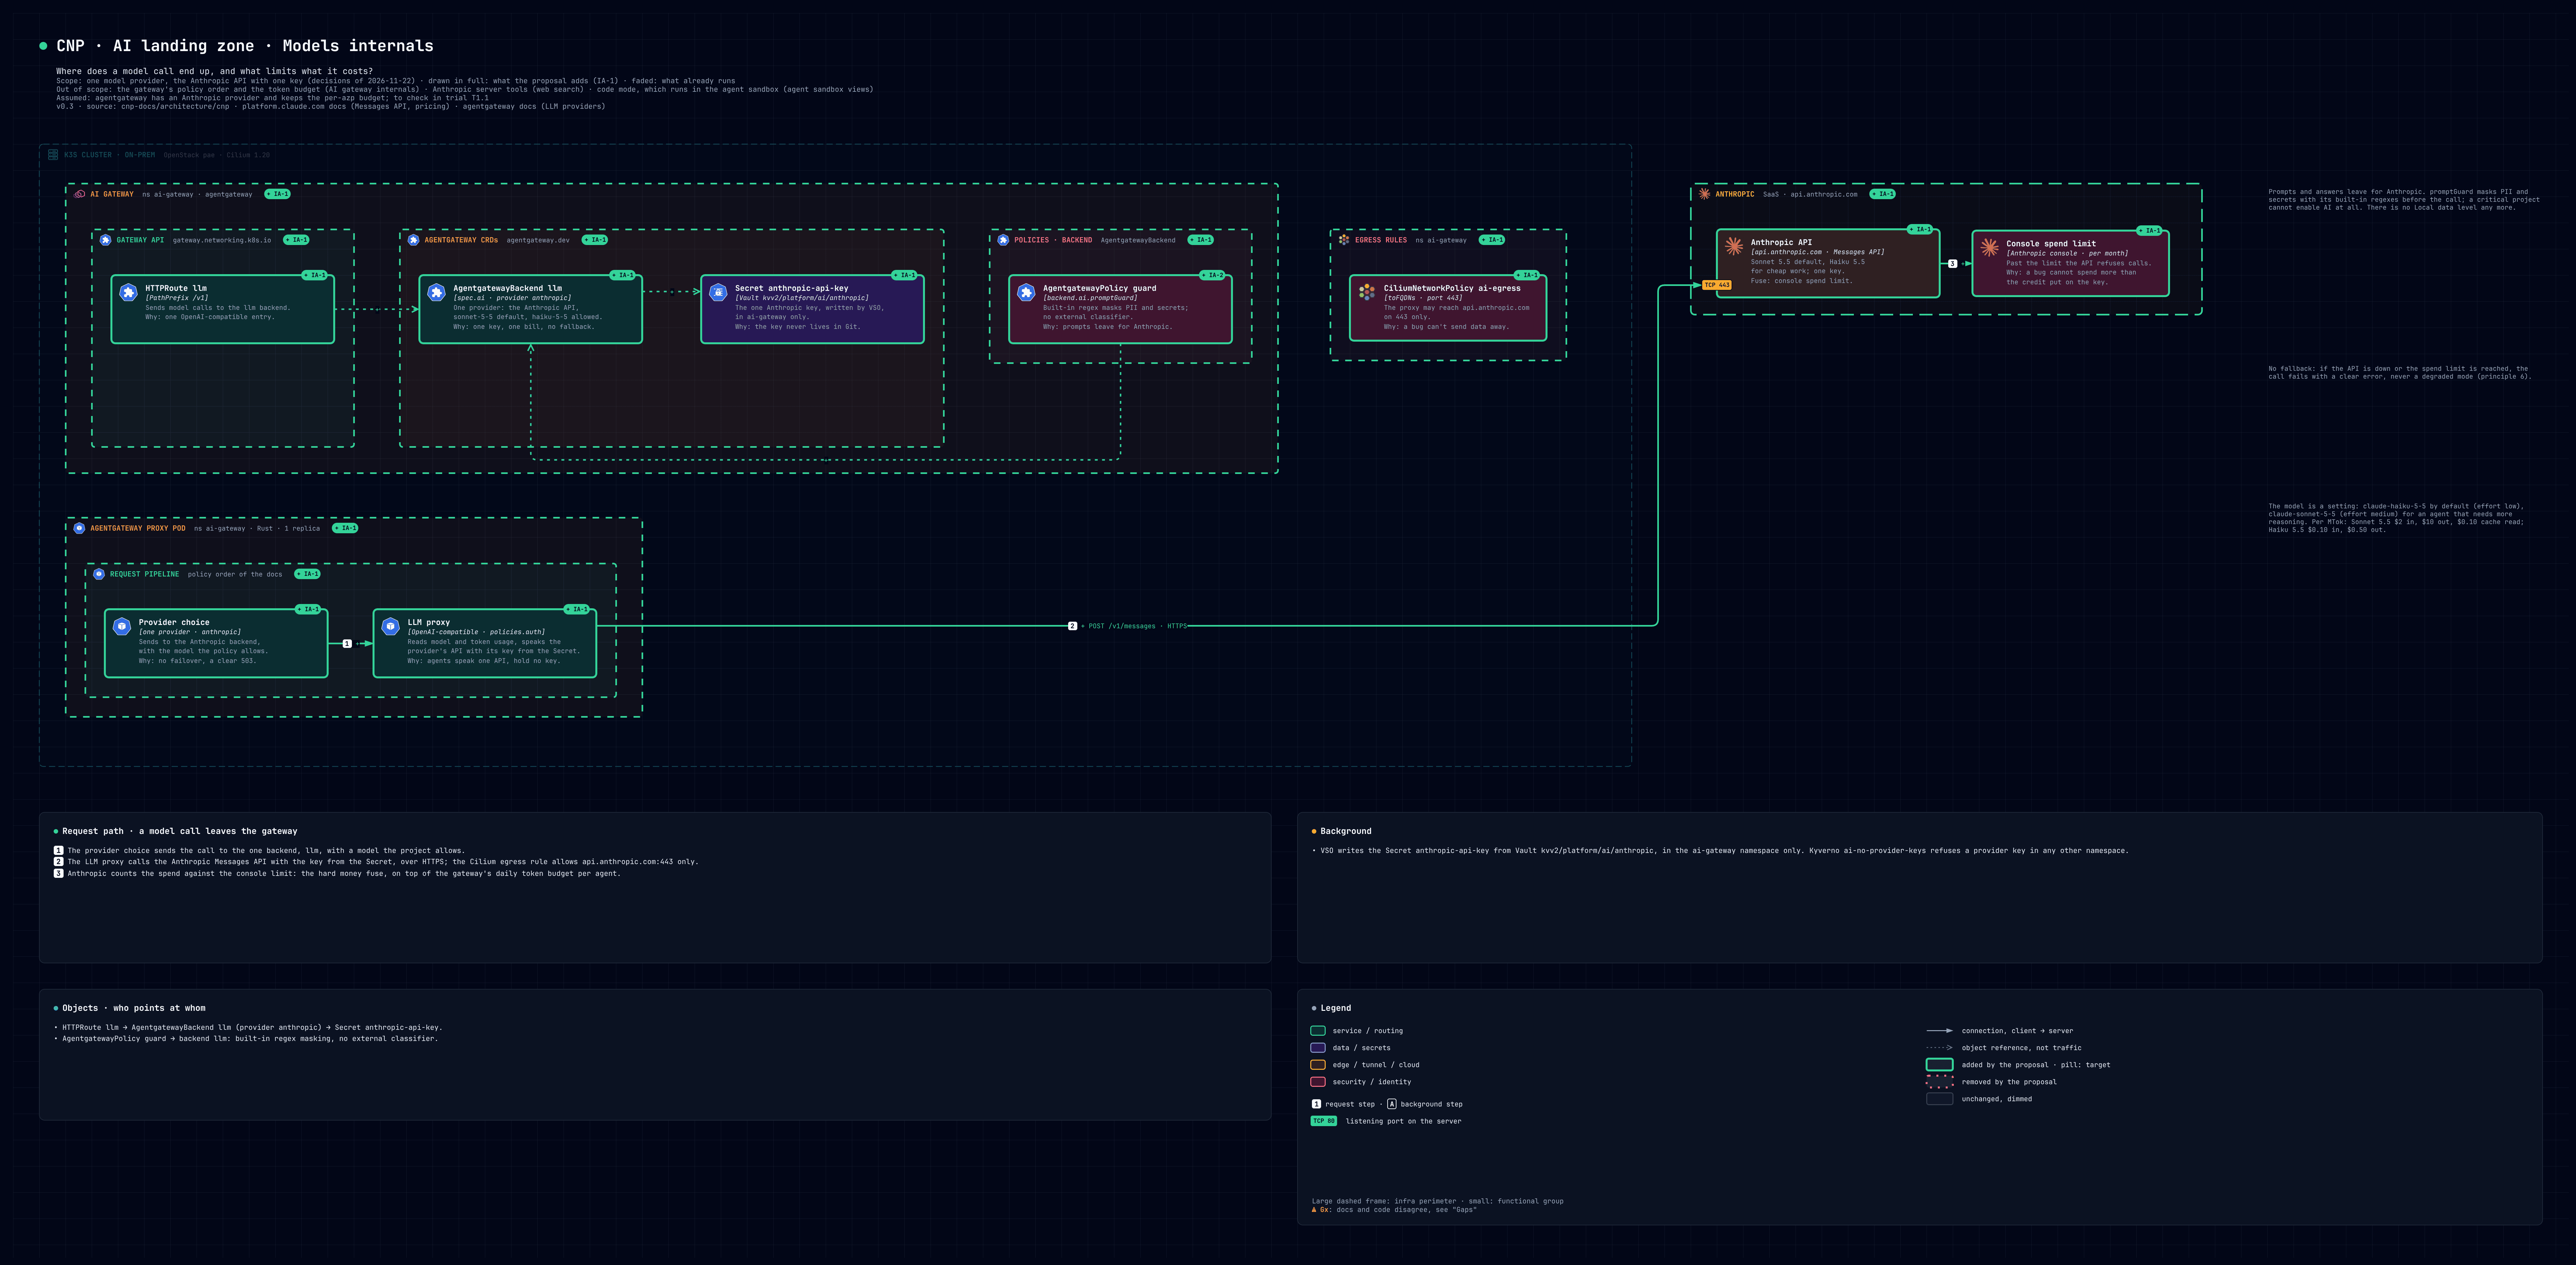 CNP · AI landing zone · Models internals
Where does a model call end up, and what limits what it costs?
Scope: one model provider, the Anthropic API with one key (decisions of 2026-11-22) · drawn in full: what the proposal adds (IA-1) · faded: what already runs
Out of scope: the gateway's policy order and the token budget (AI gateway internals) · Anthropic server tools (web search) · code mode, which runs in the agent sandbox (agent sandbox views)
Assumed: agentgateway has an Anthropic provider and keeps the per-azp budget; to check in trial T1.1
v0.3 · source: cnp-docs/architecture/cnp · platform.claude.com docs (Messages API, pricing) · agentgateway docs (LLM providers)
K3S CLUSTER · ON-PREM OpenStack pam · Cilium 1.20
AI GATEWAY ns ai-gateway · agentgateway + IA-1
GATEWAY API gateway.networking.k8s.io + IA-1
+ IA-1
HTTPRoute llm
[PathPrefix /v1]
Sends model calls to the llm backend.
Why: one OpenAI-compatible entry.
AGENTGATEWAY CRDs agentgateway.dev + IA-1
+ IA-1
AgentgatewayBackend llm
[spec.ai · provider anthropic]
One provider: the Anthropic API,
sonnet-5-5 default, haiku-5-5 allowed.
Why: one key, one bill, no fallback.
+ IA-1
Secret anthropic-api-key
[Vault kvv2/platform/ai/anthropic]
The one Anthropic key, written by VSO,
in ai-gateway only.
Why: the key never lives in Git.
POLICIES · BACKEND AgentgatewayBackend + IA-1
+ IA-2
AgentgatewayPolicy guard
[backend.ai.promptGuard]
Built-in regex masks PII and secrets;
no external classifier.
Why: prompts leave for Anthropic.
EGRESS RULES ns ai-gateway + IA-1
+ IA-1
CiliumNetworkPolicy ai-egress
[toFQDNs · port 443]
The proxy may reach api.anthropic.com
on 443 only.
Why: a bug can't send data away.
ANTHROPIC SaaS · api.anthropic.com + IA-1
+ IA-1
Anthropic API
[api.anthropic.com · Messages API]
Sonnet 5.5 default, Haiku 5.5
for cheap work; one key.
Fuse: console spend limit.
TCP 443
3
+ IA-1
Console spend limit
[Anthropic console · per month]
Past the limit the API refuses calls.
Why: a bug cannot spend more than
the credit put on the key.
Prompts and answers leave for Anthropic. promptGuard masks PII and
secrets with its built-in regexes before the call; a critical project
cannot enable AI at all. There is no Local data level any more.
No fallback: if the API is down or the spend limit is reached, the
call fails with a clear error, never a degraded mode (principle 6).
The model is a setting: claude-haiku-5-5 by default (effort low),
claude-sonnet-5-5 (effort medium) for an agent that needs more
reasoning. Per MTok: Sonnet 5.5 $2 in, $10 out, $0.10 cache read;
Haiku 5.5 $0.10 in, $0.50 out.
AGENTGATEWAY PROXY POD ns ai-gateway · Rust · 1 replica + IA-1
REQUEST PIPELINE policy order of the docs + IA-1
+ IA-1
Provider choice
[one provider · anthropic]
Sends to the Anthropic backend,
with the model the policy allows.
Why: no failover, a clear 503.
1
+ IA-1
LLM proxy
[OpenAI-compatible · policies.auth]
Reads model and token usage, speaks the
provider's API with its key from the Secret.
Why: agents speak one API, hold no key.
2 + POST /v1/messages · HTTPS
Request path · a model call leaves the gateway
1 The provider choice sends the call to the one backend, llm, with a model the project allows.
2 The LLM proxy calls the Anthropic Messages API with the key from the Secret, over HTTPS; the Cilium egress rule allows api.anthropic.com:443 only.
3 Anthropic counts the spend against the console limit: the hard money fuse, on top of the gateway's daily token budget per agent.
Background
• VSO writes the Secret anthropic-api-key from Vault kvv2/platform/ai/anthropic, in the ai-gateway namespace only. Kyverno ai-no-provider-keys refuses a provider key in any other namespace.
Objects · who points at whom
• HTTPRoute llm → AgentgatewayBackend llm (provider anthropic) → Secret anthropic-api-key.
• AgentgatewayPolicy guard → backend llm: built-in regex masking, no external classifier.
Legend
service / routing
data / secrets
edge / tunnel / cloud
security / identity
1 request step · A background step
TCP 80 listening port on the server
connection, client → server
object reference, not traffic
added by the proposal · pill: target
removed by the proposal
unchanged, dimmed
Large dashed frame: infra perimeter · small: functional group
⚠ Gx: docs and code disagree, see "Gaps"